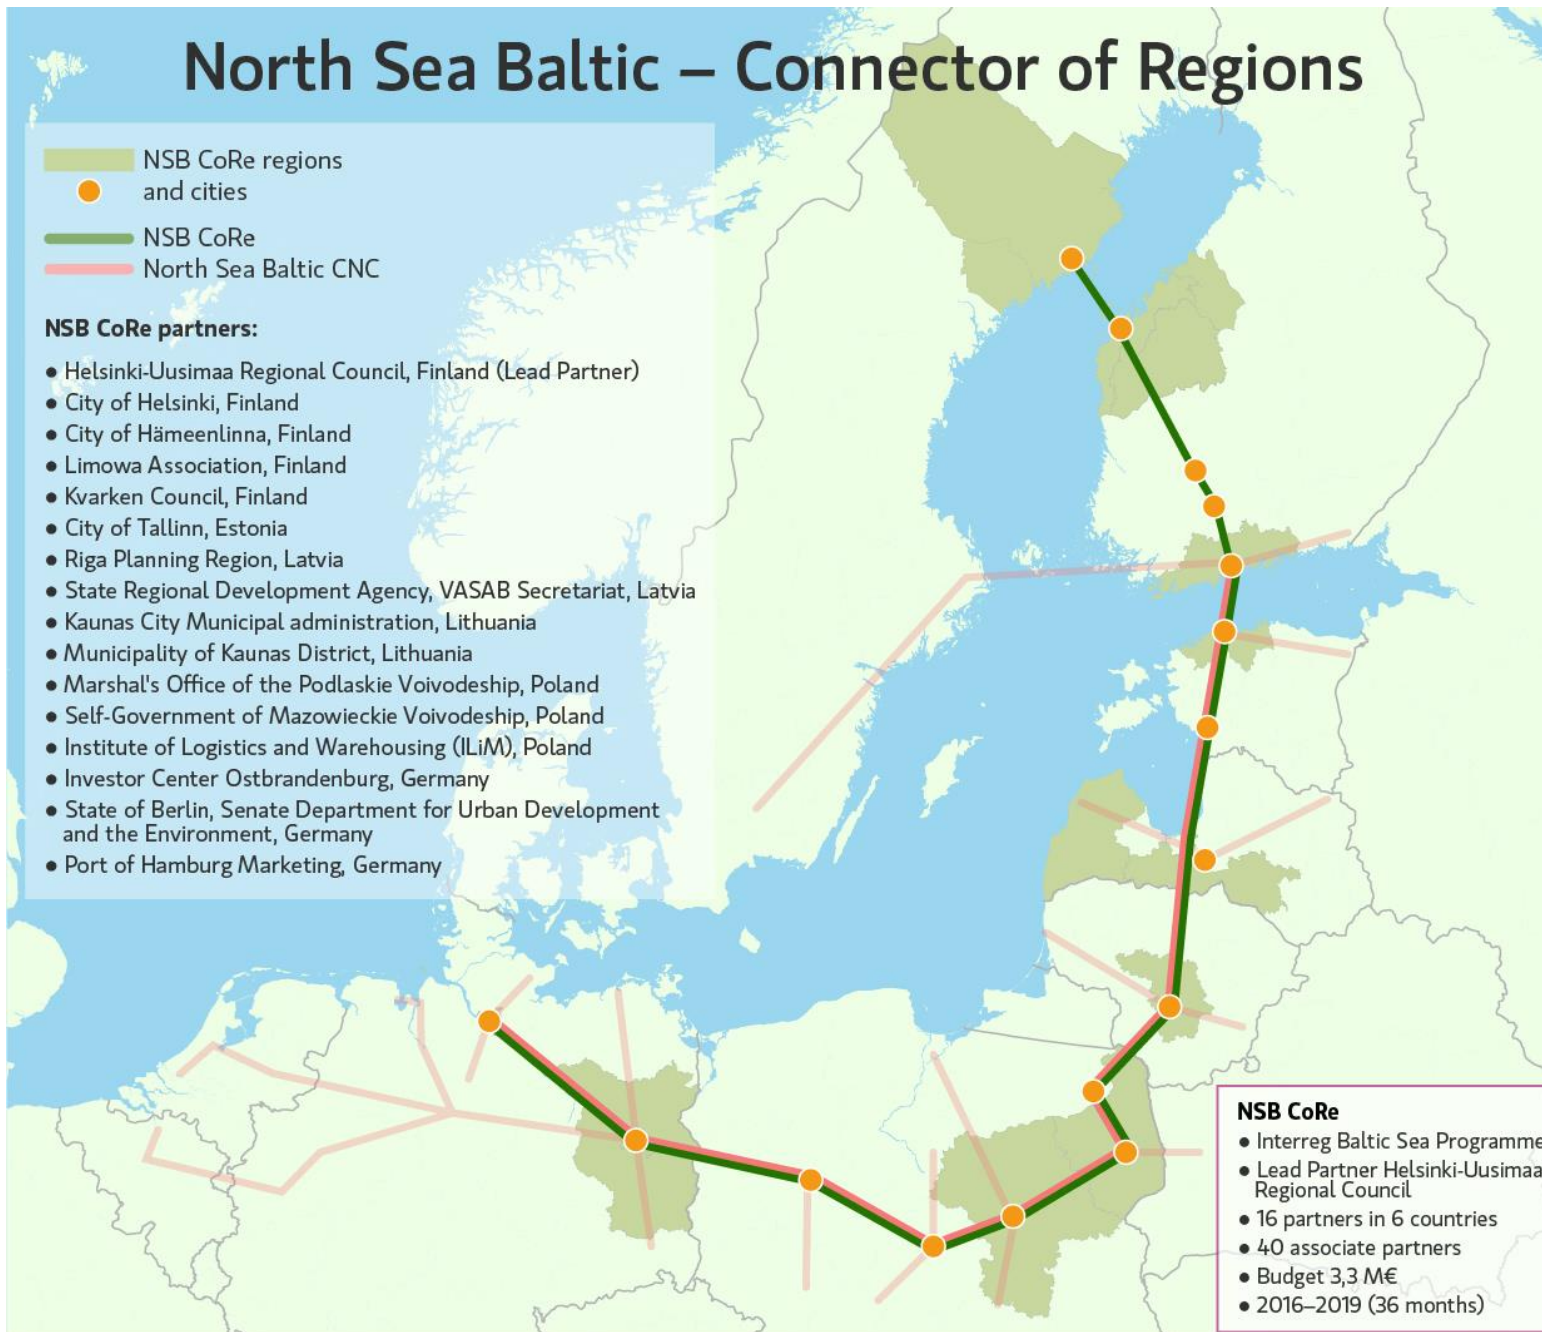 North Sea Baltic – Connector of Regions
NSB CoRe regions
and cities
NSB CoRe
North Sea Baltic CNC
NSB CoRe partners:
● Helsinki-Uusimaa Regional Council, Finland (Lead Partner)
● City of Helsinki, Finland
● City of Hämeenlinna, Finland
● Limowa Association, Finland
● Kvarken Council, Finland
● City of Tallinn, Estonia
● Riga Planning Region, Latvia
● State Regional Development Agency, VASAB Secretariat, Latvia
● Kaunas City Municipal administration, Lithuania
● Municipality of Kaunas District, Lithuania
● Marshal's Office of the Podlaskie Voivodeship, Poland
● Self-Government of Mazowieckie Voivodeship, Poland
● Institute of Logistics and Warehousing (ILiM), Poland
● Investor Center Ostbrandenburg, Germany
● State of Berlin, Senate Department for Urban Development
and the Environment, Germany
● Port of Hamburg Marketing, Germany
NSB CoRe
● Interreg Baltic Sea Programme
● Lead Partner Helsinki-Uusimaa
Regional Council
● 16 partners in 6 countries
● 40 associate partners
● Budget 3,3 M€
● 2016–2019 (36 months)